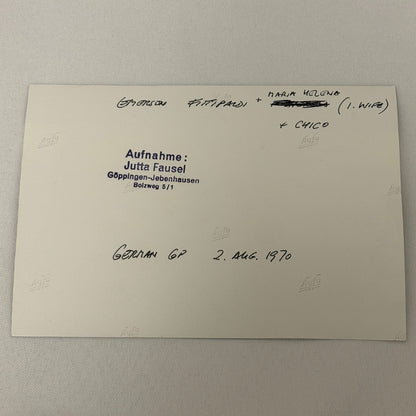 MARIA HELENA
EMERSON FITTIPALDI + (1. WIFE)
+ CHICO
Aufnahme:
Jutta Fausel
Göppingen-Jebenhausen
Bolzweg 5/1
GERMAN GP 2. AUG. 1970